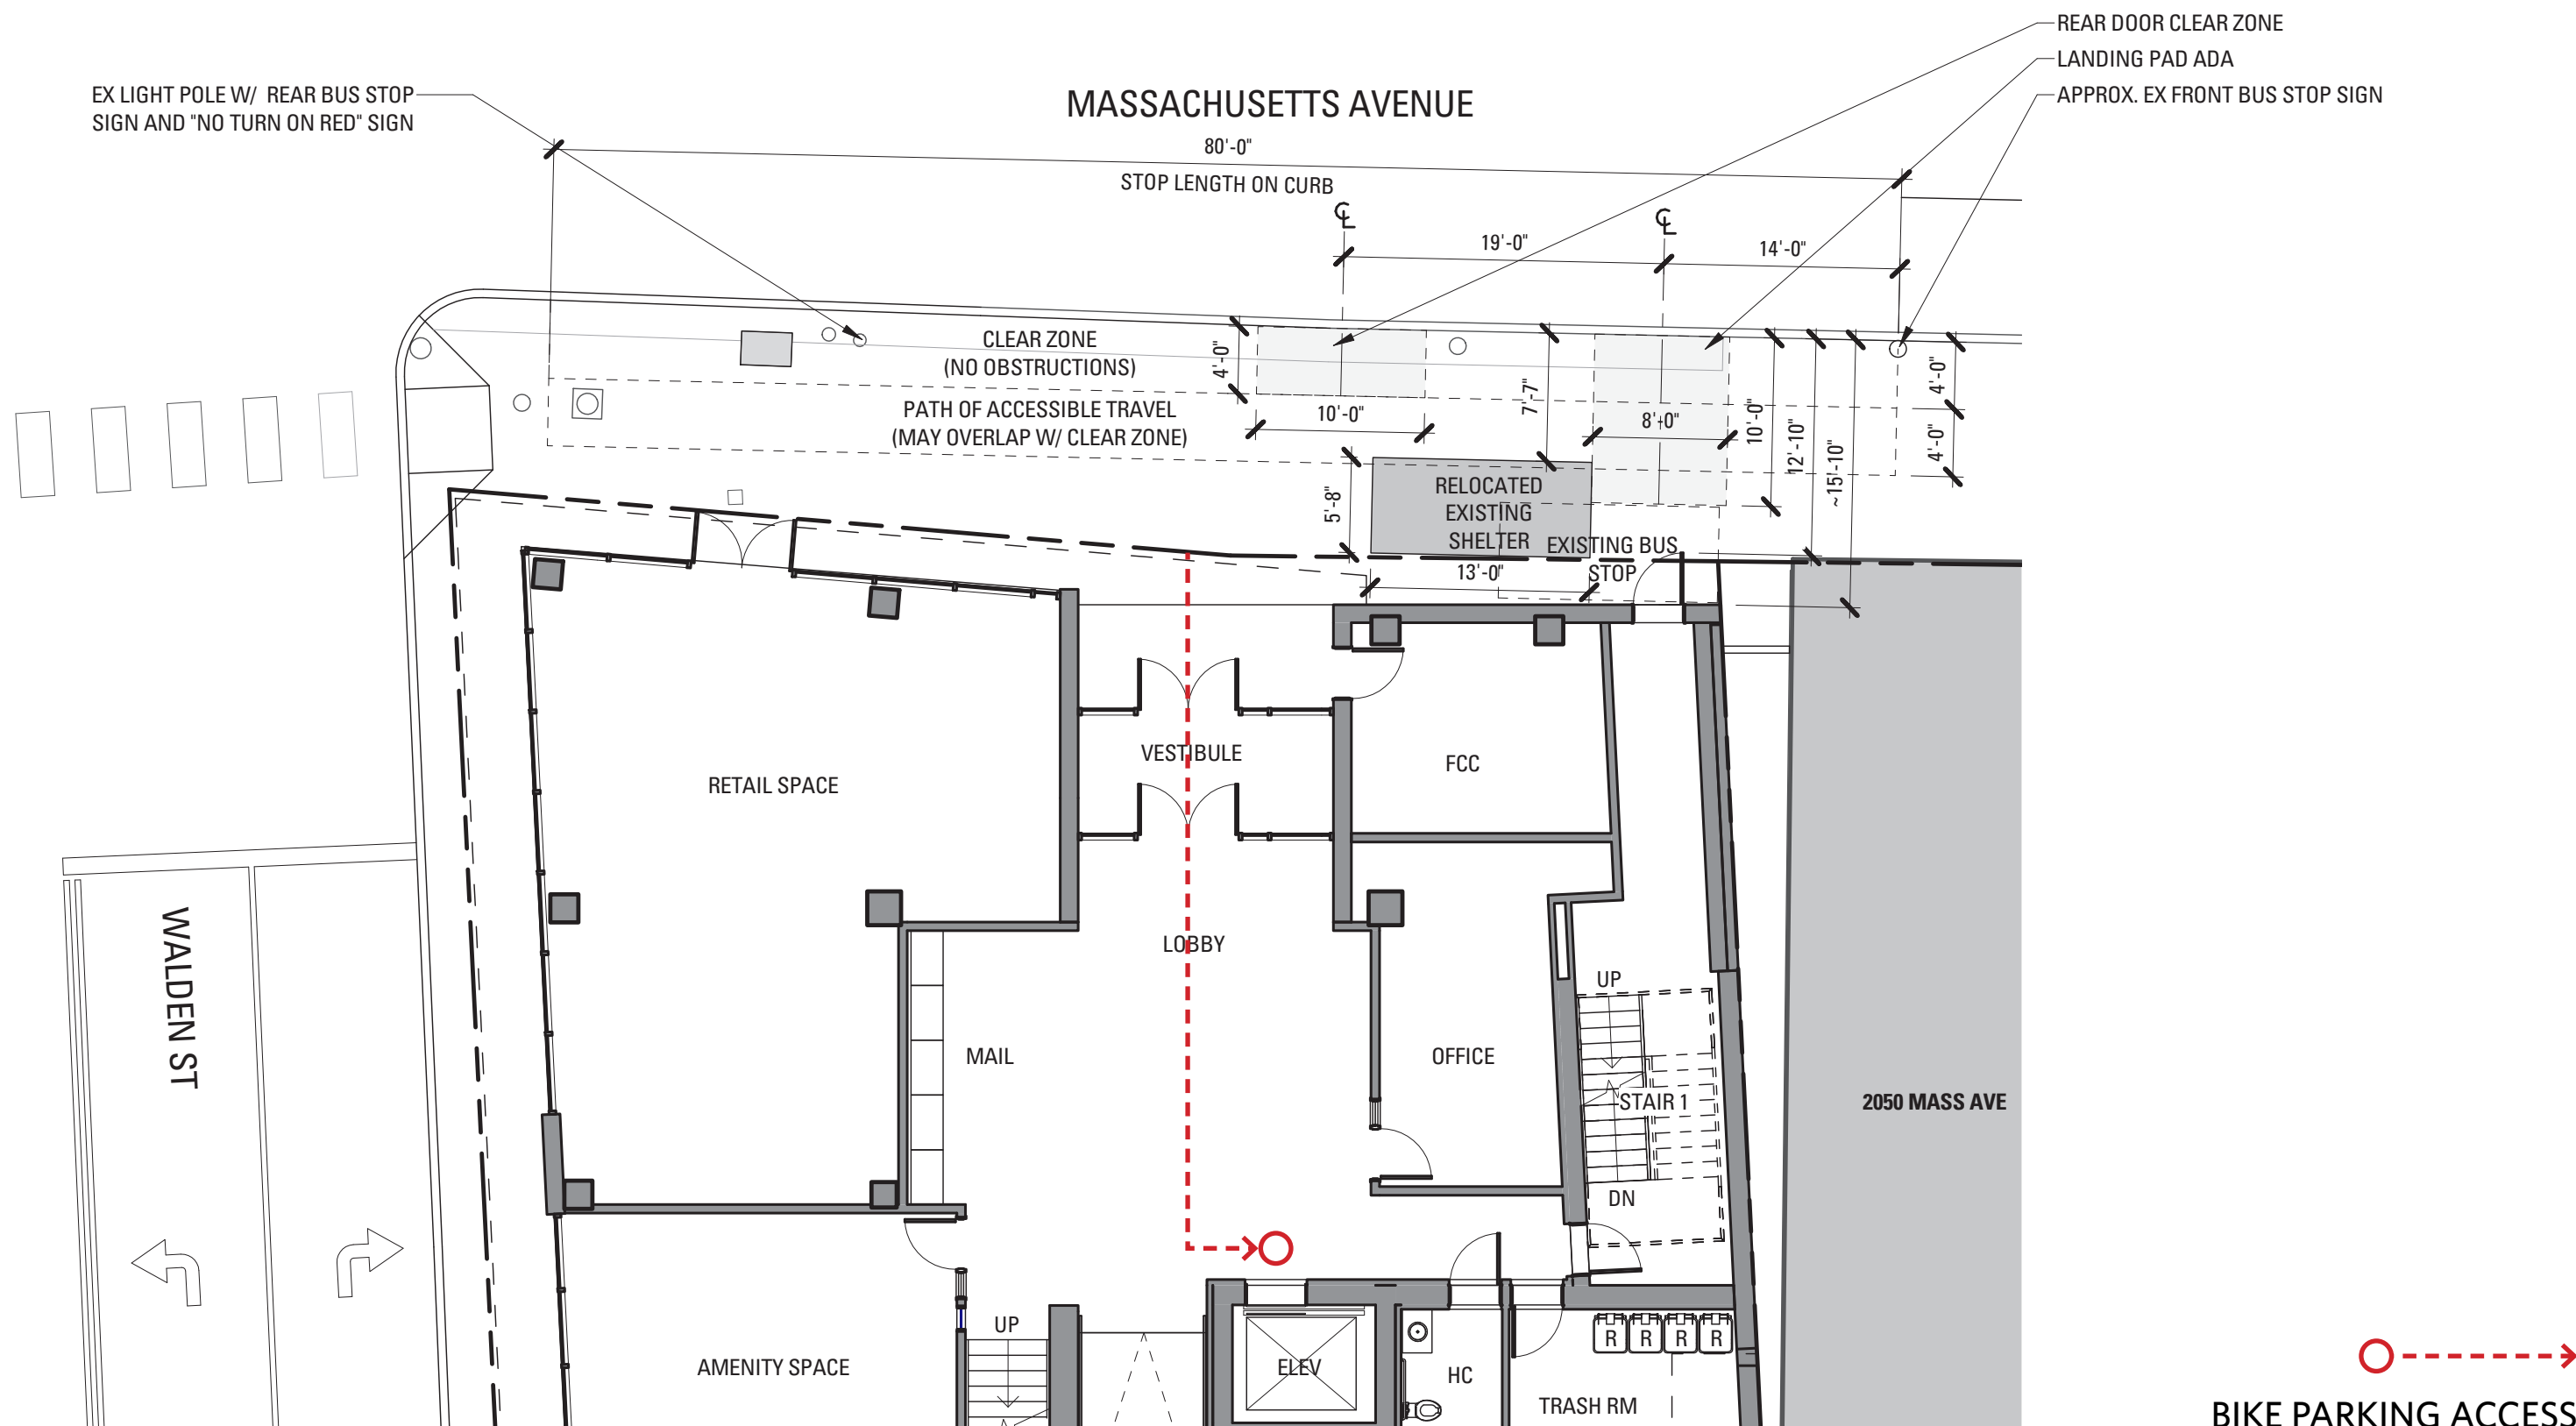 REAR DOOR CLEAR ZONE
LANDING PAD ADA
APPROX. EX FRONT BUS STOP SIGN
EX LIGHT POLE W/ REAR BUS STOP
SIGN AND "NO TURN ON RED" SIGN
MASSACHUSETTS AVENUE
80'-0"
STOP LENGTH ON CURB
℄
℄
19'-0"
14'-0"
CLEAR ZONE
(NO OBSTRUCTIONS)
4'-0"
PATH OF ACCESSIBLE TRAVEL
(MAY OVERLAP W/ CLEAR ZONE)
10'-0"
7'-7"
8'-0"
10'-0"
12'-10"
~15'-10"
4'-0"
4'-0"
5'-8"
RELOCATED
EXISTING
SHELTER
EXISTING BUS
STOP
13'-0"
VESTIBULE
FCC
RETAIL SPACE
LOBBY
WALDEN ST
MAIL
OFFICE
UP
STAIR 1
DN
2050 MASS AVE
UP
AMENITY SPACE
ELEV
HC
R R R R
TRASH RM
BIKE PARKING ACCESS